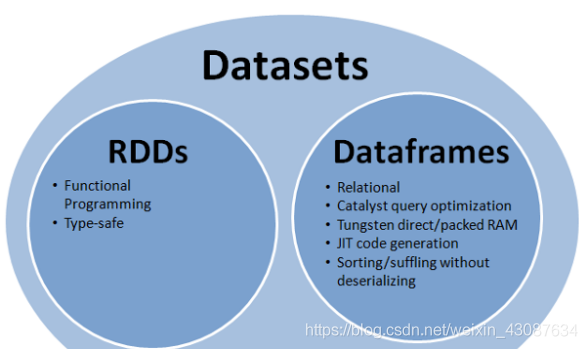 Datasets
RDDs
• Functional
Programming
• Type-safe
Dataframes
• Relational
• Catalyst query optimization
• Tungsten direct/packed RAM
• JIT code generation
• Sorting/suffling without
deserializing
https://blog.csdn.net/weixin_43087634